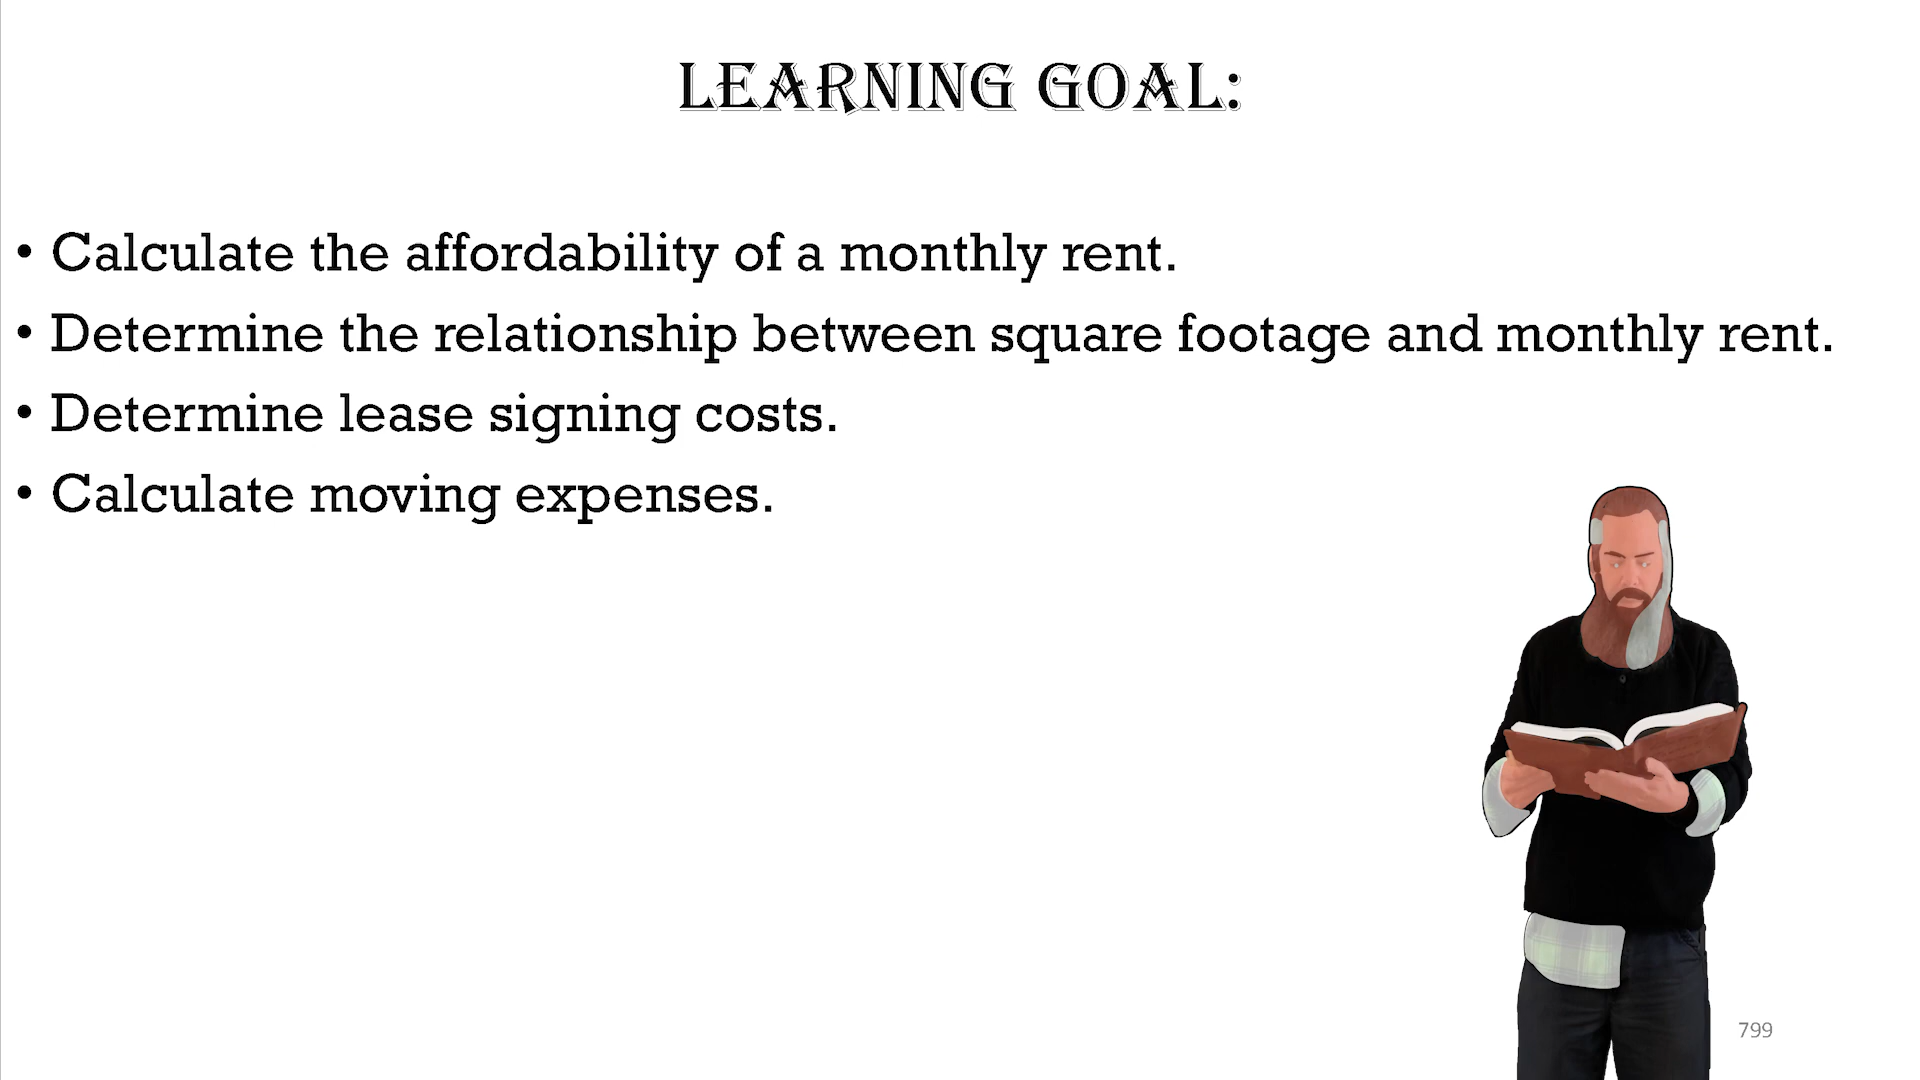 LEARNING GOAL:
• Calculate the affordability of a monthly rent.
• Determine the relationship between square footage and monthly rent.
• Determine lease signing costs.
• Calculate moving expenses.
799